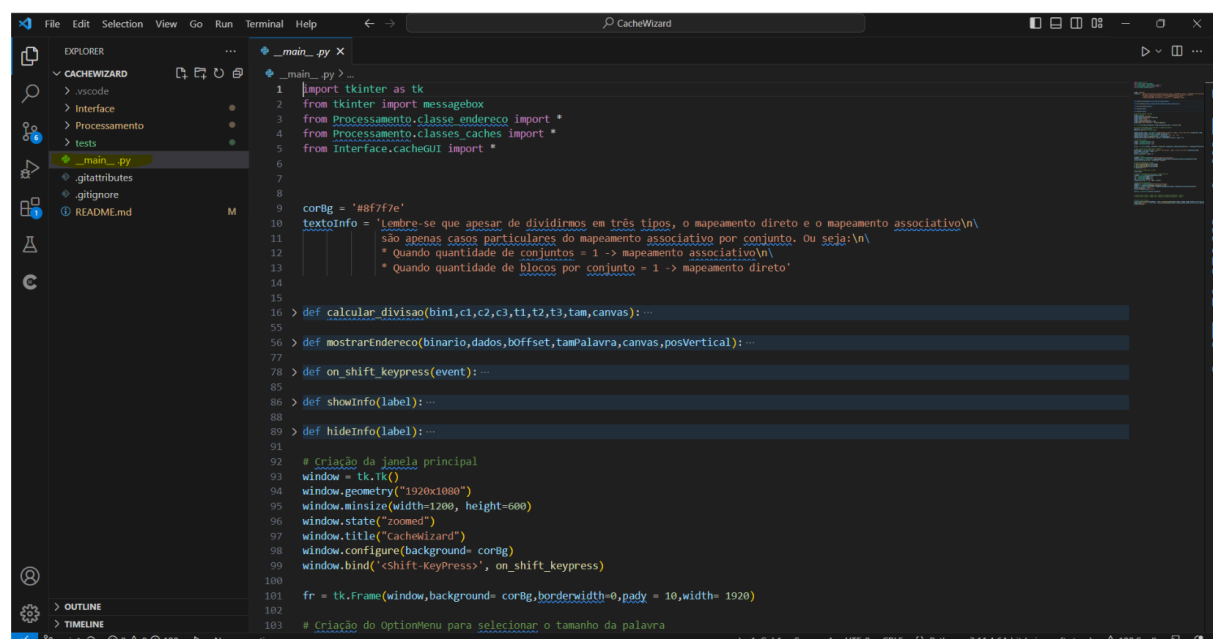 File Edit Selection View Go Run Terminal Help
CacheWizard
EXPLORER
CACHEWIZARD
.vscode
Interface
Processamento
tests
__main__.py
.gitattributes
.gitignore
README.md M
OUTLINE
TIMELINE
6
1
__main__.py
__main__.py > ...
1 import tkinter as tk
2 from tkinter import messagebox
3 from Processamento.classe_endereco import *
4 from Processamento.classes_caches import *
5 from Interface.cacheGUI import *
6
7
8
9 corBg = '#8f7f7e'
10 textoInfo = 'Lembre-se que apesar de dividirmos em três tipos, o mapeamento direto e o mapeamento associativo\n\
11 são apenas casos particulares do mapeamento associativo por conjunto. Ou seja:\n\
12 * Quando quantidade de conjuntos = 1 -> mapeamento associativo\n\
13 * Quando quantidade de blocos por conjunto = 1 -> mapeamento direto'
14
15
16 > def calcular_divisao(bin1,c1,c2,c3,t1,t2,t3,tam,canvas): ...
55
56 > def mostrarEndereco(binario,dados,bOffset,tamPalavra,canvas,posVertical): ...
77
78 > def on_shift_keypress(event): ...
85
86 > def showInfo(label): ...
88
89 > def hideInfo(label): ...
91
92 # Criação da janela principal
93 window = tk.Tk()
94 window.geometry("1920x1080")
95 window.minsize(width=1200, height=600)
96 window.state("zoomed")
97 window.title("CacheWizard")
98 window.configure(background= corBg)
99 window.bind('<Shift-KeyPress>', on_shift_keypress)
100
101 fr = tk.Frame(window,background= corBg,borderwidth=0,pady = 10,width= 1920)
102
103 # Criação do OptionMenu para selecionar o tamanho da palavra